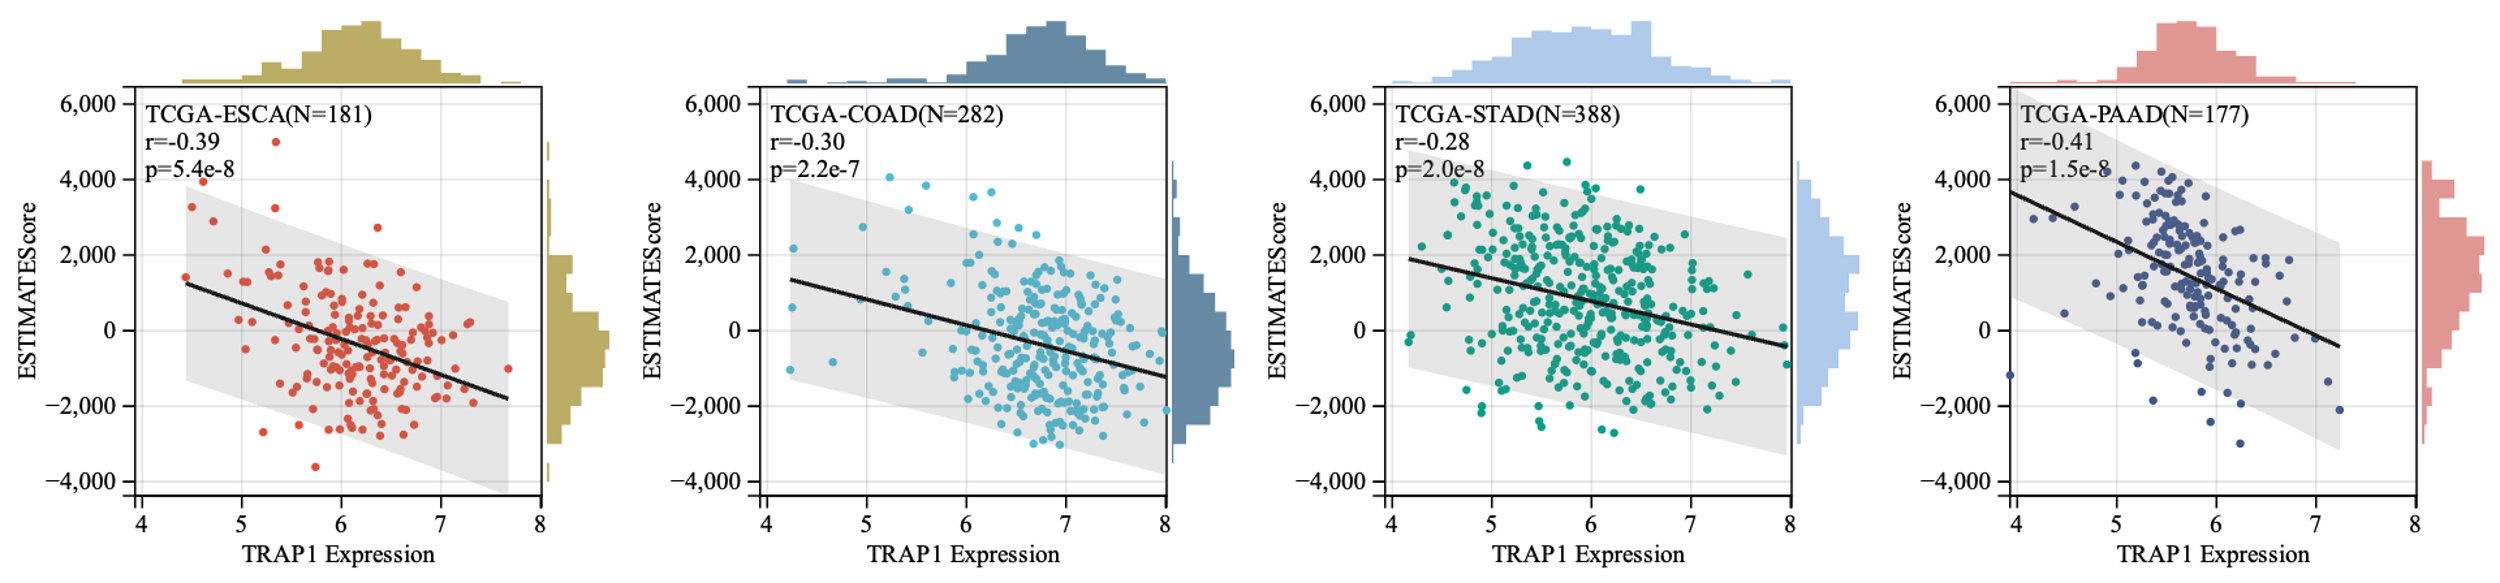 TCGA-ESCA(N=181)
r=-0.39
p=5.4e-8
ESTIMATEScore
6,000
4,000
2,000
0
−2,000
−4,000
4 5 6 7 8
TRAP1 Expression
TCGA-COAD(N=282)
r=-0.30
p=2.2e-7
ESTIMATEScore
6,000
4,000
2,000
0
−2,000
−4,000
4 5 6 7 8
TRAP1 Expression
TCGA-STAD(N=388)
r=-0.28
p=2.0e-8
ESTIMATEScore
6,000
4,000
2,000
0
−2,000
−4,000
4 5 6 7 8
TRAP1 Expression
TCGA-PAAD(N=177)
r=-0.41
p=1.5e-8
ESTIMATEScore
6,000
4,000
2,000
0
−2,000
−4,000
4 5 6 7 8
TRAP1 Expression